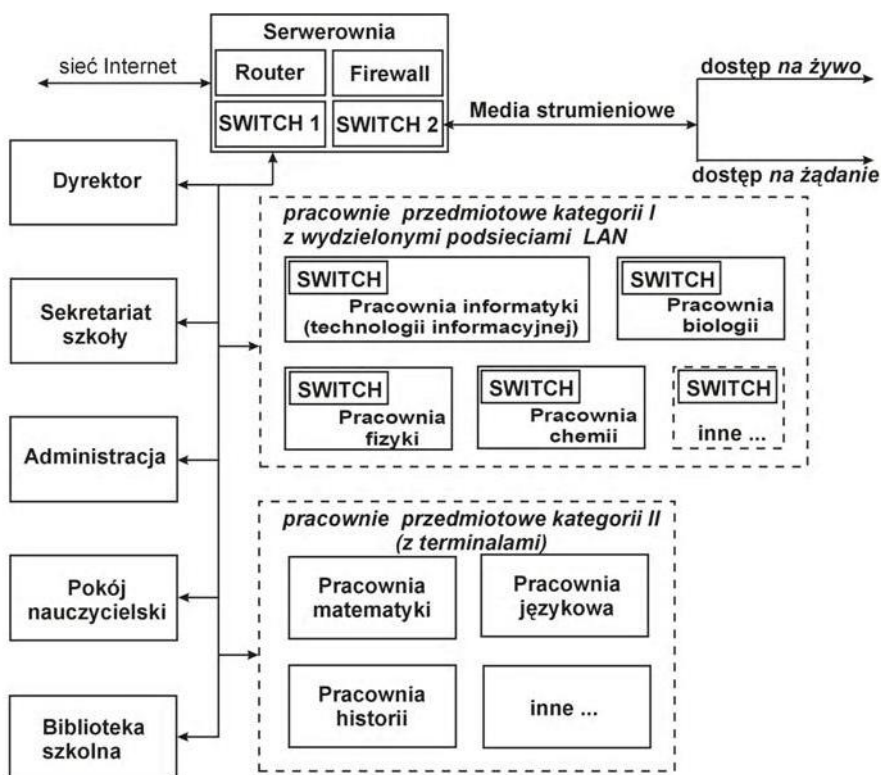 Serwerownia
sieć Internet
Router
Firewall
SWITCH 1
SWITCH 2
Media strumieniowe
dostęp na żywo
dostęp na żądanie
Dyrektor
Sekretariat
szkoły
Administracja
Pokój
nauczycielski
Biblioteka
szkolna
pracownie przedmiotowe kategorii I
z wydzielonymi podsieciami LAN
SWITCH
Pracownia informatyki
(technologii informacyjnej)
SWITCH
Pracownia
biologii
SWITCH
Pracownia
fizyki
SWITCH
Pracownia
chemii
SWITCH
inne ...
pracownie przedmiotowe kategorii II
(z terminalami)
Pracownia
matematyki
Pracownia
językowa
Pracownia
historii
inne ...